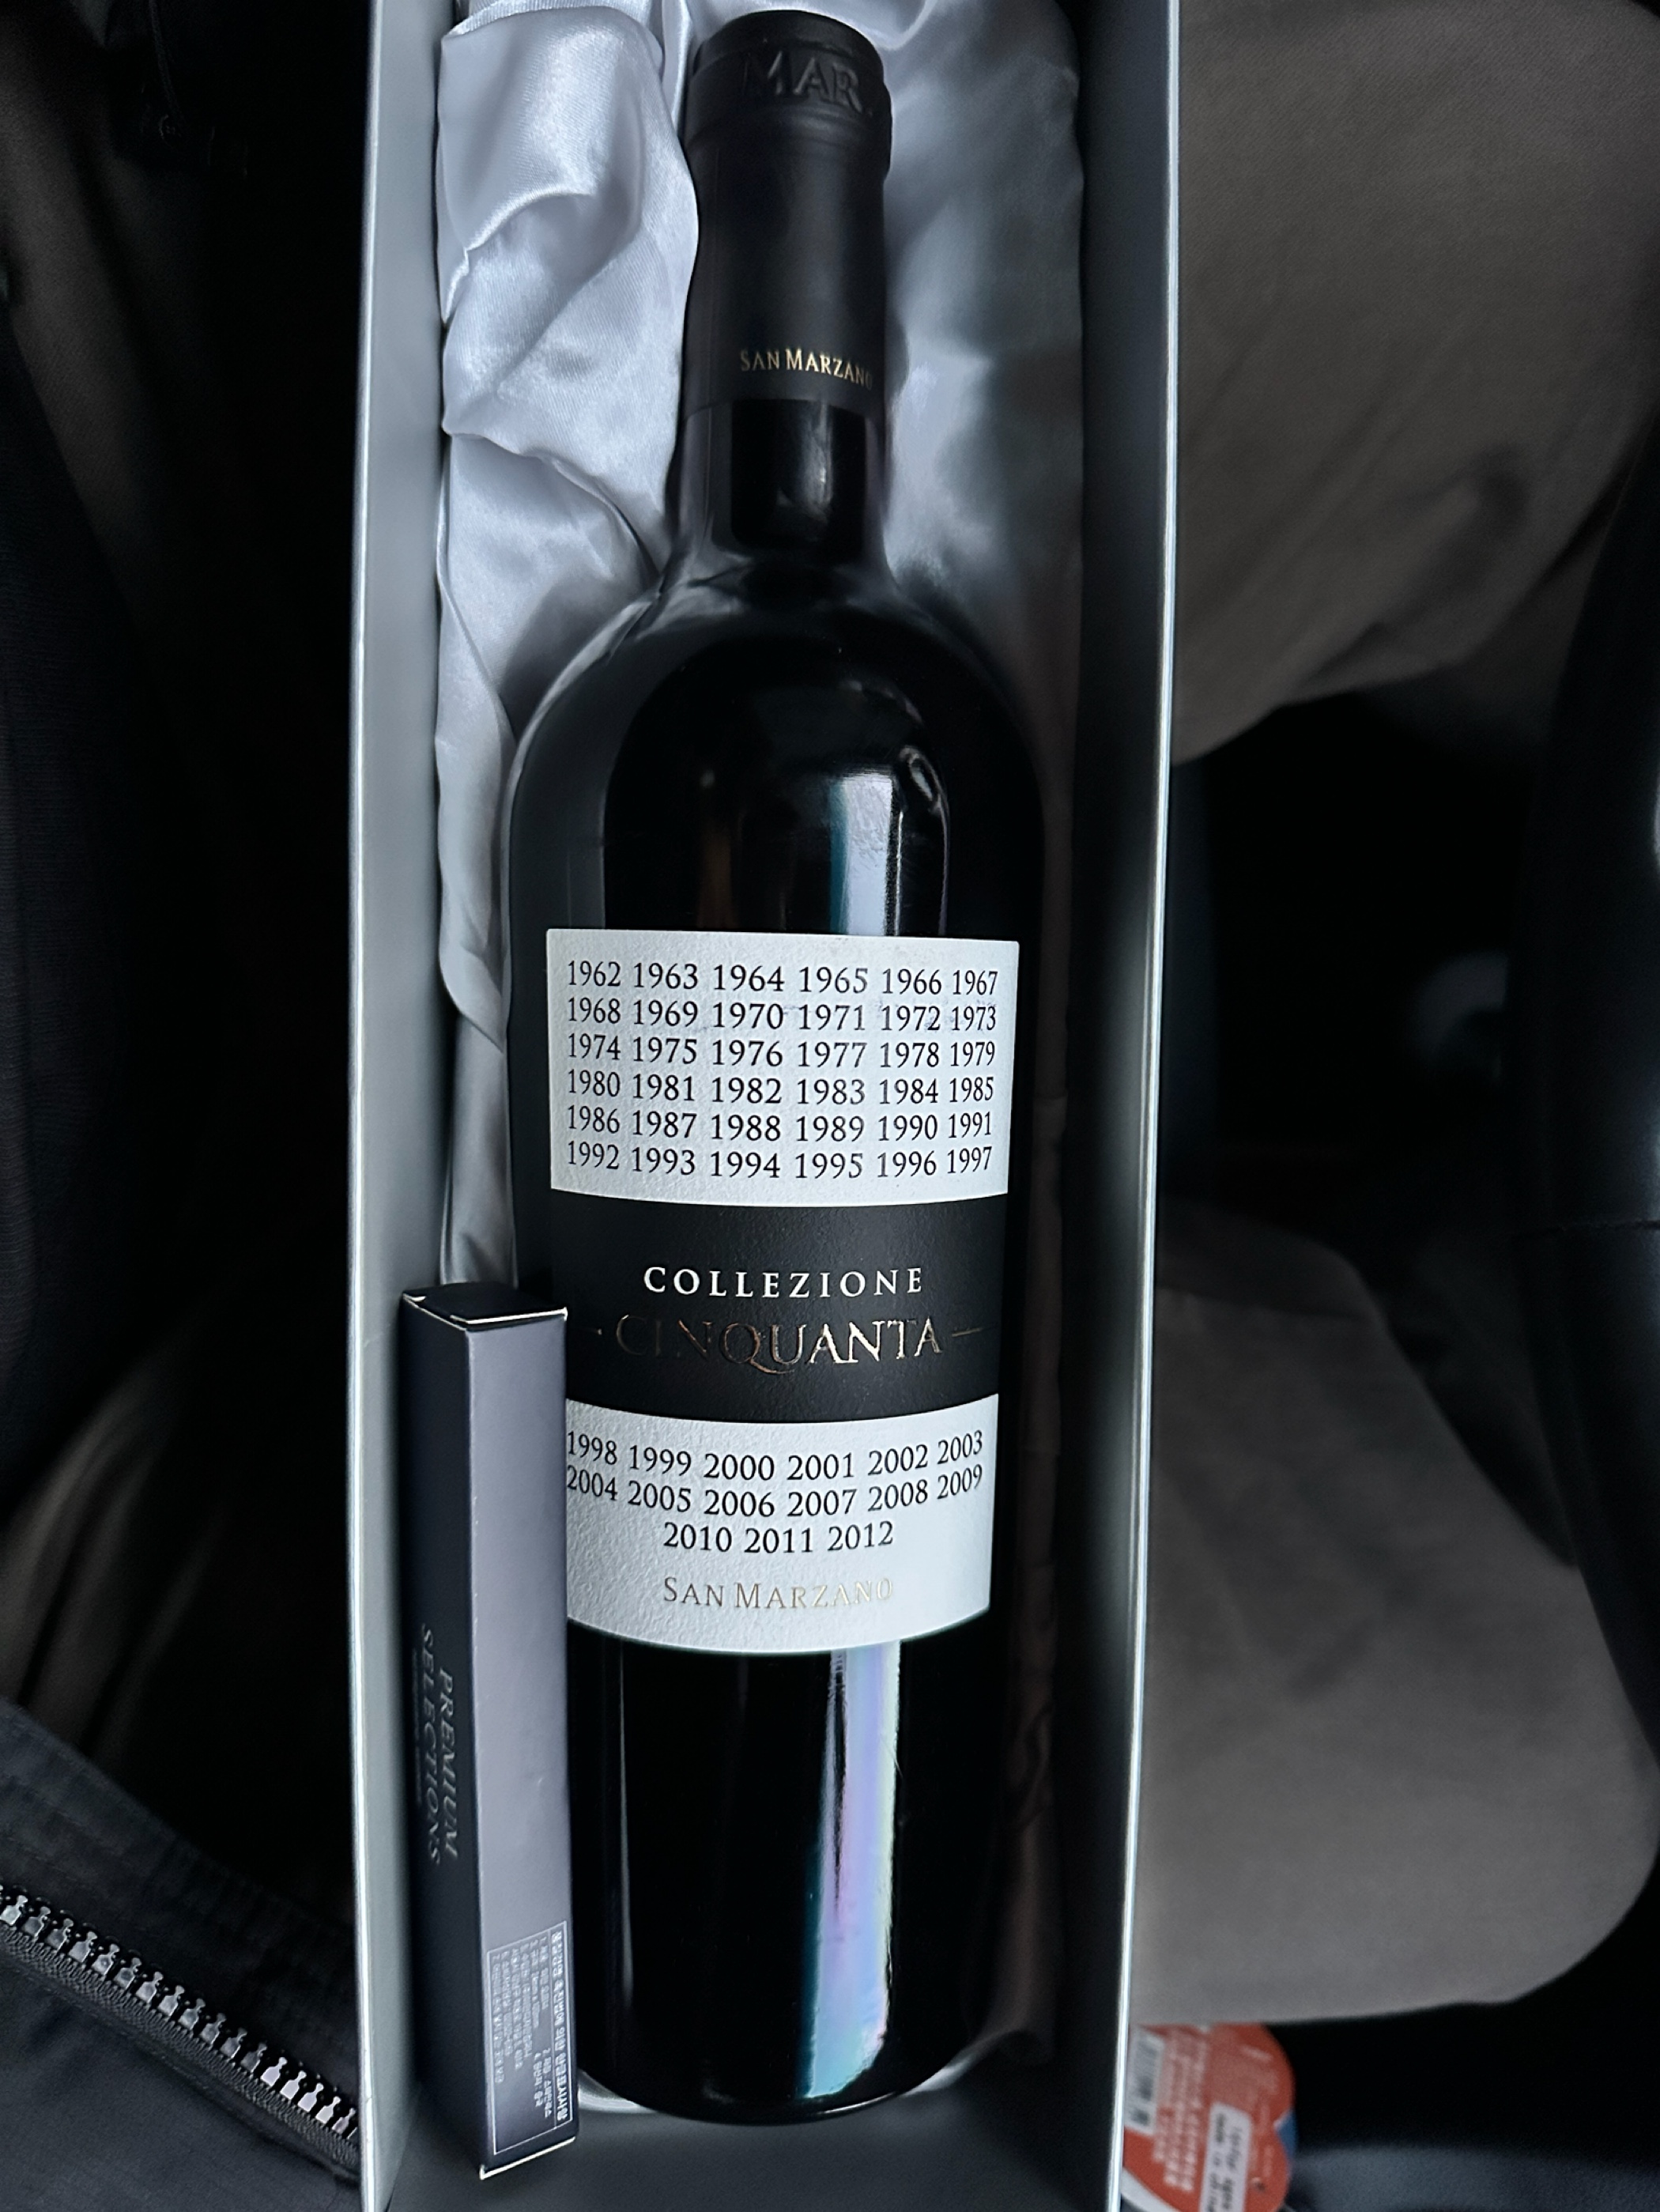 MAR
SAN MARZANO
1962 1963 1964 1965 1966 1967
1968 1969 1970 1971 1972 1973
1974 1975 1976 1977 1978 1979
1980 1981 1982 1983 1984 1985
1986 1987 1988 1989 1990 1991
1992 1993 1994 1995 1996 1997
COLLEZIONE
CINQUANTA
1998 1999 2000 2001 2002 2003
2004 2005 2006 2007 2008 2009
2010 2011 2012
SAN MARZANO
PREMIUM
SELECTIONS